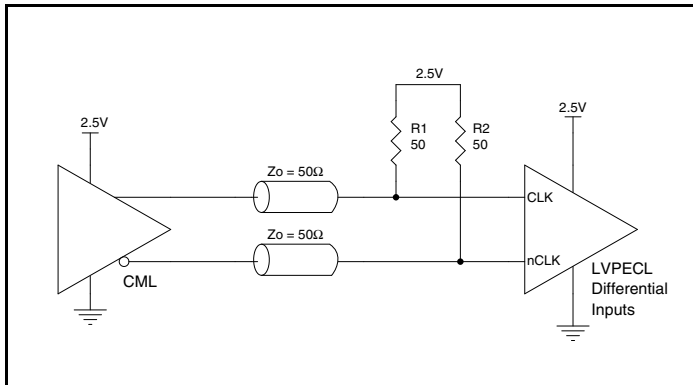 2.5V
2.5V
2.5V
R1
50
R2
50
Zo = 50Ω
CLK
Zo = 50Ω
nCLK
CML
LVPECL
Differential
Inputs